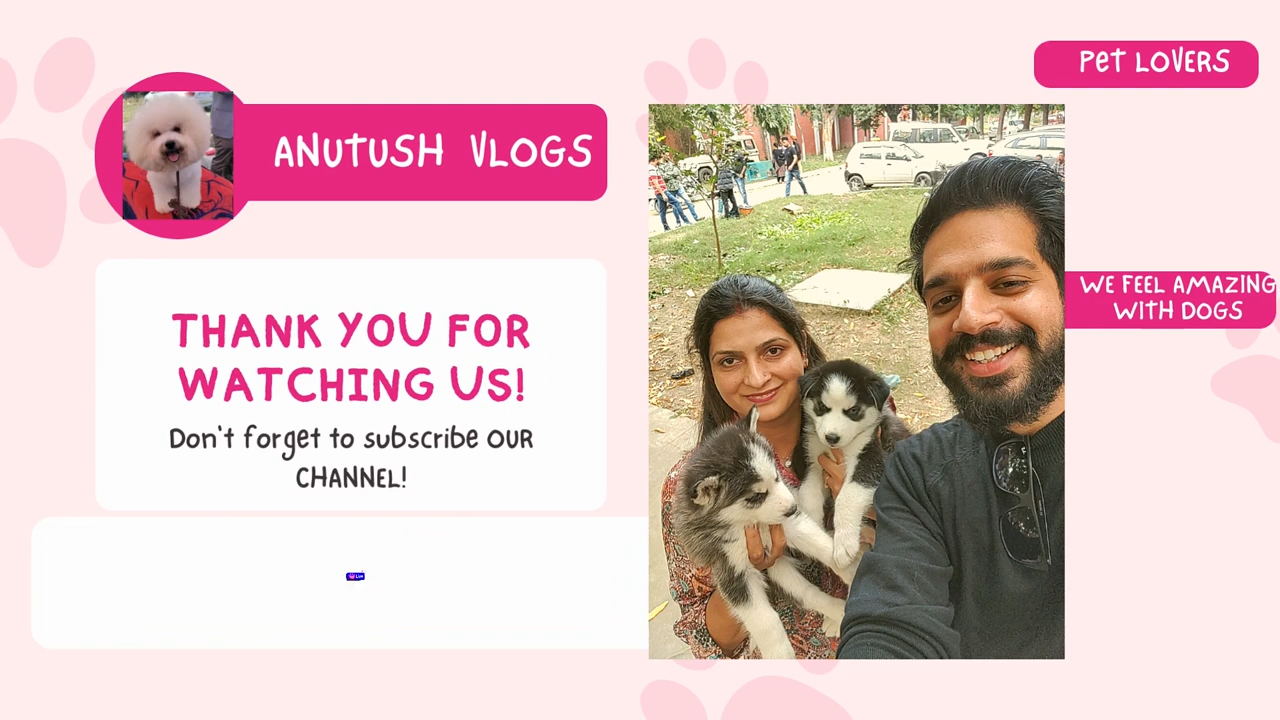 PET LOVERS
ANUTUSH VLOGS
WE FEEL AMAZING
WITH DOGS
THANK YOU FOR
WATCHING US!
Don't forget to subscribe OUR
CHANNEL!